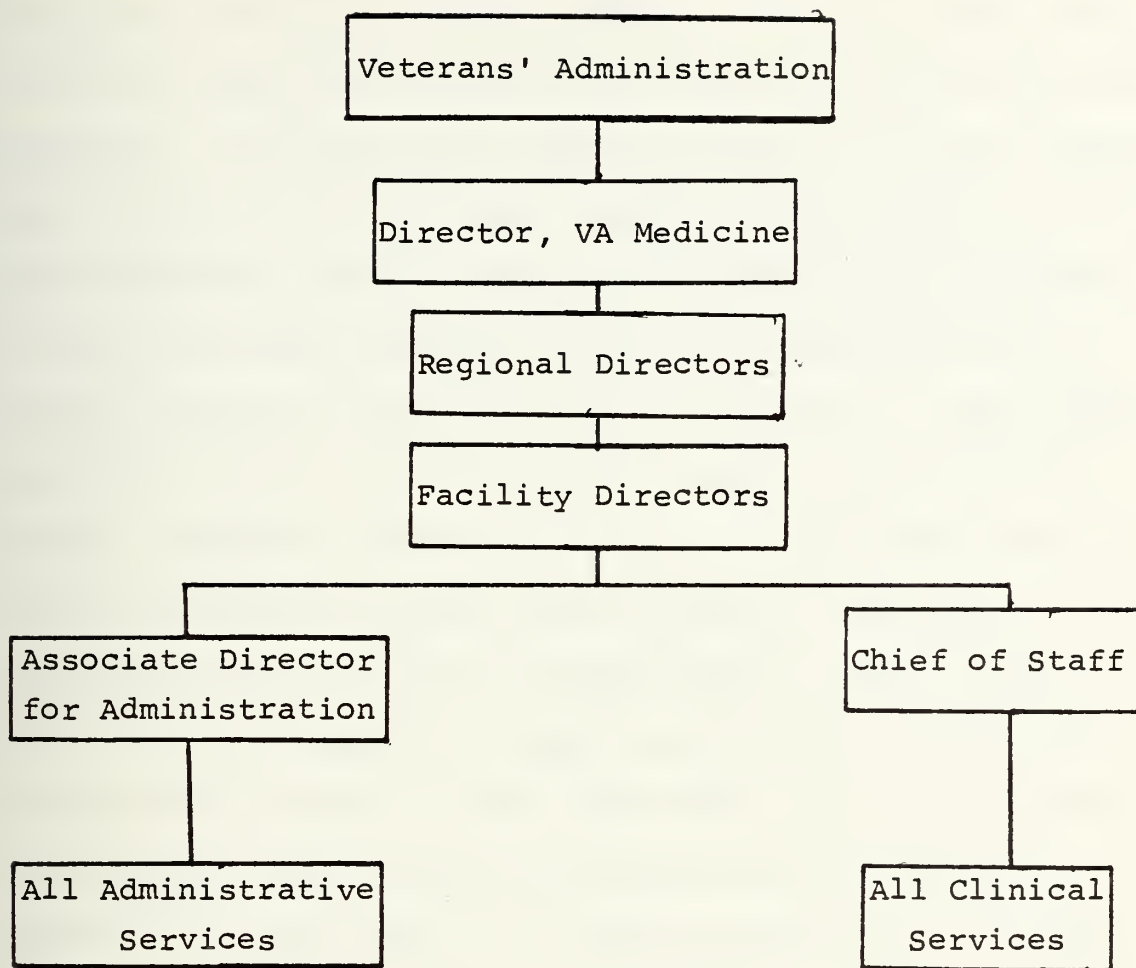 Veterans' Administration
Director, VA Medicine
Regional Directors
Facility Directors
Associate Director
for Administration
Chief of Staff
All Administrative
Services
All Clinical
Services